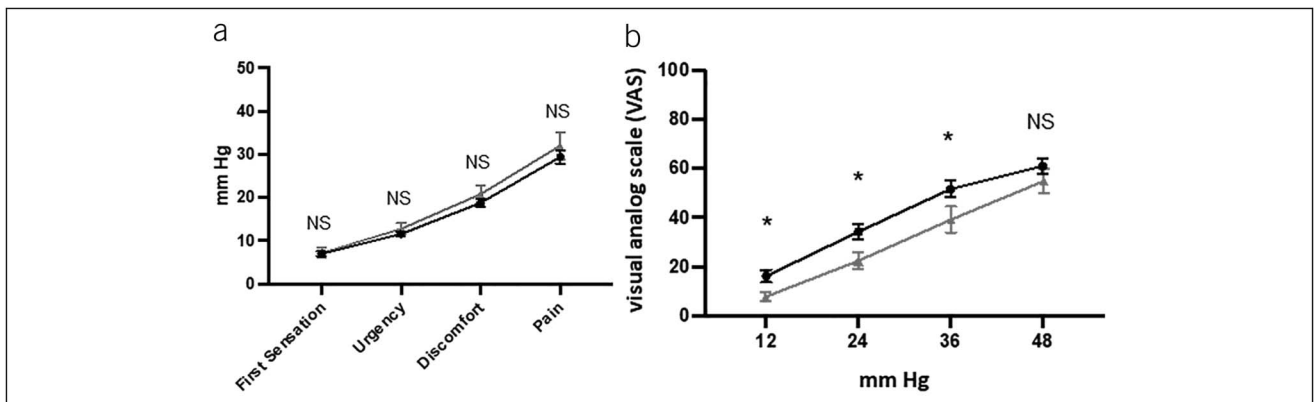 a
50
40
30
20
10
0
mm Hg
NS
NS
NS
NS
First Sensation
Urgency
Discomfort
Pain
b
100
80
60
40
20
0
visual analog scale (VAS)
*
*
*
NS
12
24
36
48
mm Hg